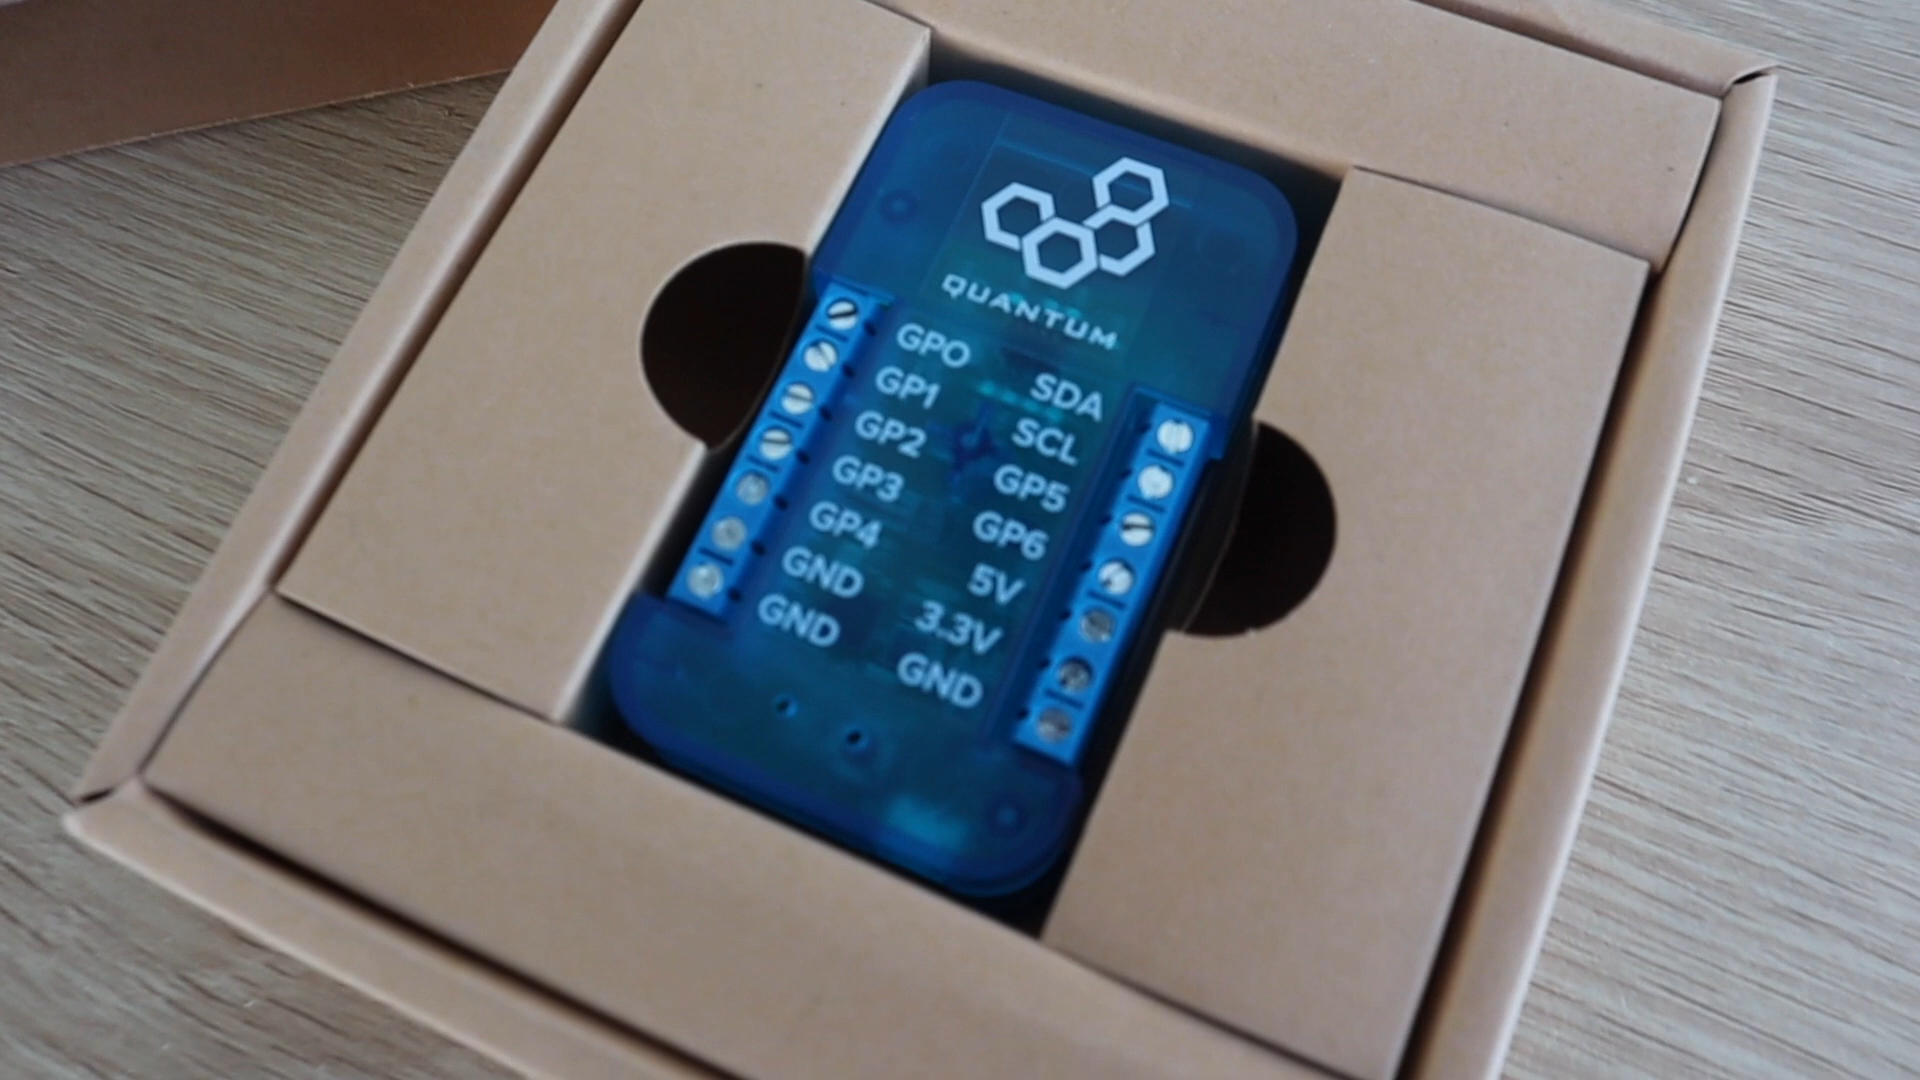 QUANTUM
GP0
GP1
GP2
GP3
GP4
GND
GND
SDA
SCL
GP5
GP6
5V
3.3V
GND